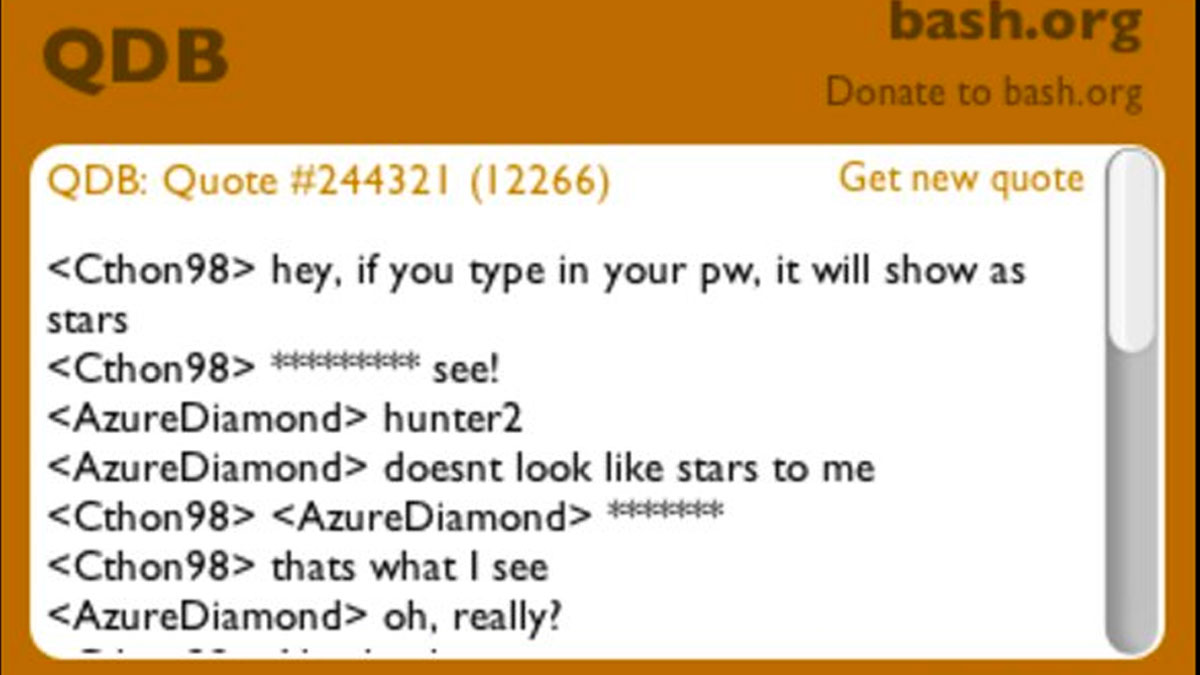 QDB
bash.org
Donate to bash.org
QDB: Quote #244321 (12266)
Get new quote
<Cthon98> hey, if you type in your pw, it will show as
stars
<Cthon98> ********* see!
<AzureDiamond> hunter2
<AzureDiamond> doesnt look like stars to me
<Cthon98> <AzureDiamond> *******
<Cthon98> thats what I see
<AzureDiamond> oh, really?